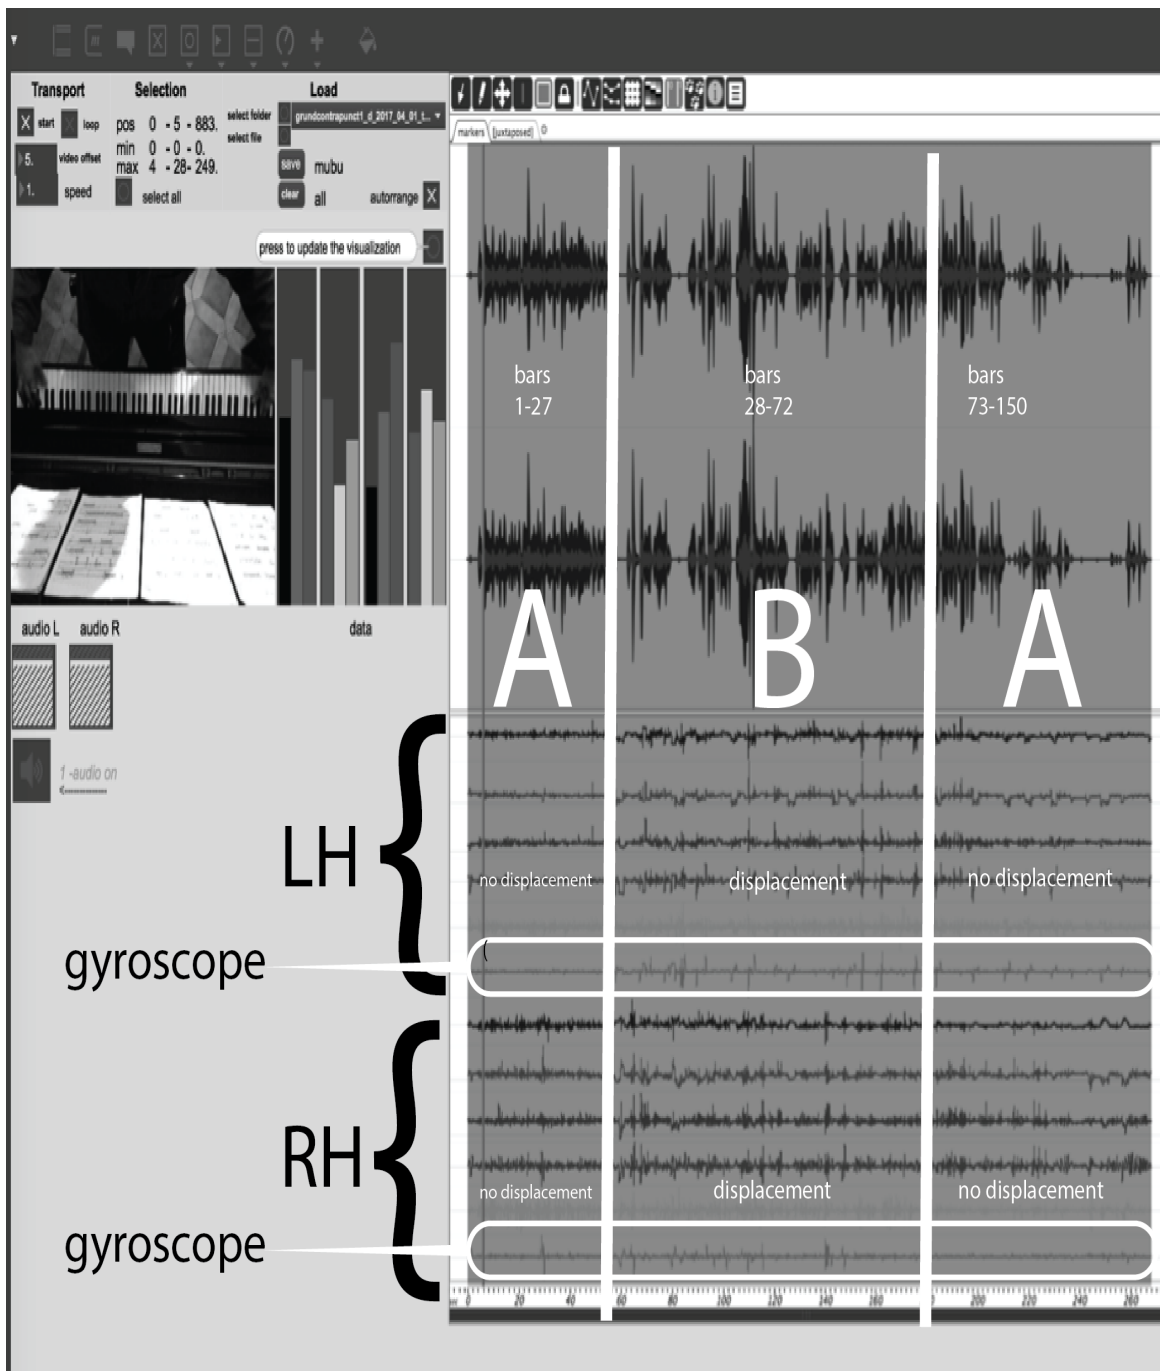 Transport
Selection
Load
start
loop
pos 0 - 5 - 883.
select folder
grundcontrapunct1_d_2017_04_01_t...
select file
5.
video offset
min 0 - 0 - 0.
max 4 - 28- 249.
save
mubu
1.
speed
select all
clear
all
autorrange
press to update the visualization
markers
[juxtaposed]
bars
1-27
bars
28-72
bars
73-150
A
B
A
audio L
audio R
data
1 -audio on
LH
no displacement
displacement
no displacement
gyroscope
RH
no displacement
displacement
no displacement
gyroscope
0 20 40 60 80 100 120 140 160 200 220 240 260